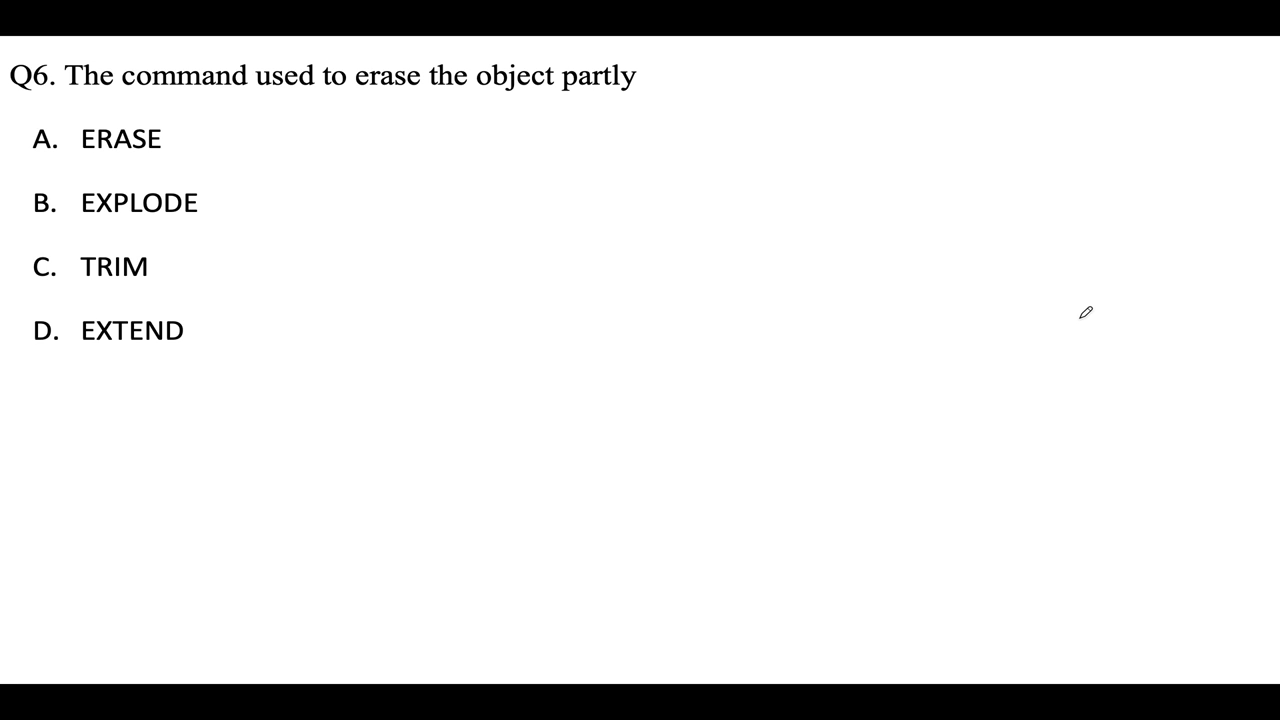 Q6. The command used to erase the object partly
A. ERASE
B. EXPLODE
C. TRIM
D. EXTEND